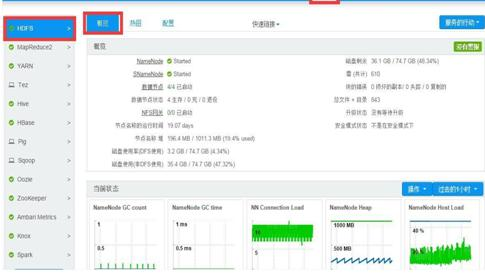 HDFS
MapReduce2
YARN
Tez
Hive
HBase
Pig
Sqoop
Oozie
ZooKeeper
Ambari Metrics
Knox
Spark
概览 热图 配置 快速链接 服务的行动
概览 没有警报
NameNode Started
SNameNode Started
数据节点 4/4 已启动
数据节点状态 4 生存 / 0 死 / 0 退役
NFS网关 0/0 已启动
节点名称的运行时间 19.07 days
节点名称 堆 196.4 MB / 1011.3 MB (19.4% used)
磁盘使用率(DFS使用) 3.2 GB / 74.7 GB (4.34%)
磁盘使用(非DFS使用) 35.4 GB / 74.7 GB (47.32%)
磁盘剩余 36.1 GB / 74.7 GB (48.34%)
块 (共计) 610
块的错误 0 损坏的副本 / 0 失踪 / 0 复制的
总文件 + 目录 843
升级状态 没有等待升级
安全模式状态 不是在安全模式下
当前状态 操作 过去的1小时
NameNode GC count
1
0.5
NameNode GC time
1 ms
0.5 ms
NN Connection Load
10
5
NameNode Heap
1000 MB
500 MB
NameNode Host Load
40 %